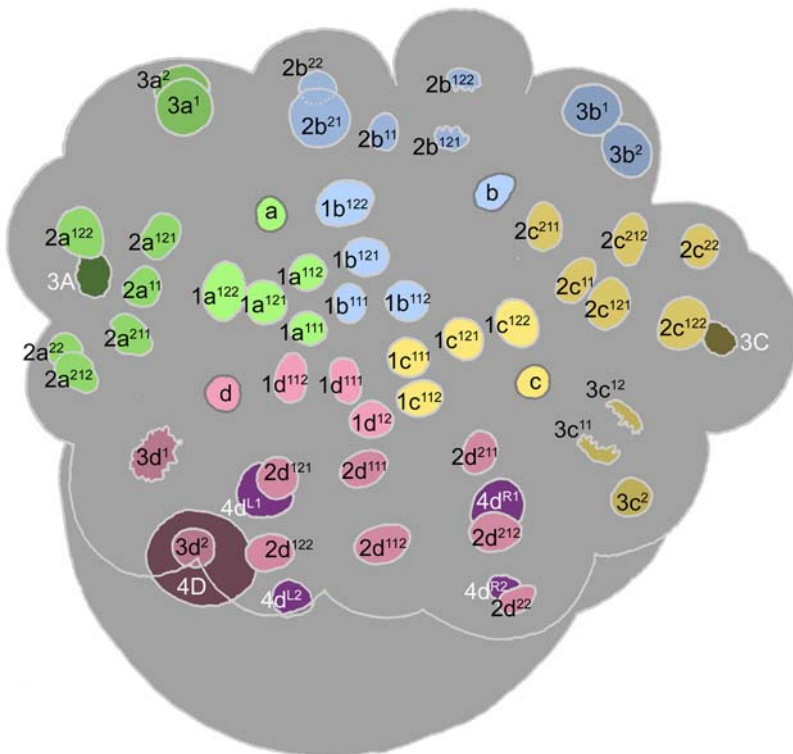 2b²²
3a²
2b¹²²
3a¹
3b¹
2b²¹
2b¹¹
2b¹²¹
3b²
b
1b¹²²
a
2a¹²²
2a¹²¹
2c²¹¹
2c²¹²
2c²²
1b¹²¹
1a¹¹²
3A
2a¹¹
1a¹²²
1a¹²¹
1b¹¹¹
1b¹¹²
2c¹¹
2c¹²¹
1a¹¹¹
1c¹²²
2c¹²²
3C
2a²¹¹
1c¹²¹
2a²²
2a²¹²
1c¹¹¹
1d¹¹²
1d¹¹¹
d
1c¹¹²
c
3c¹²
1d¹²
3c¹¹
3d¹
2d¹²¹
2d¹¹¹
2d²¹¹
4dᴸ¹
4dᴿ¹
3c²
3d²
2d¹²²
2d¹¹²
2d²¹²
4D
4dᴸ²
4dᴿ²
2d²²